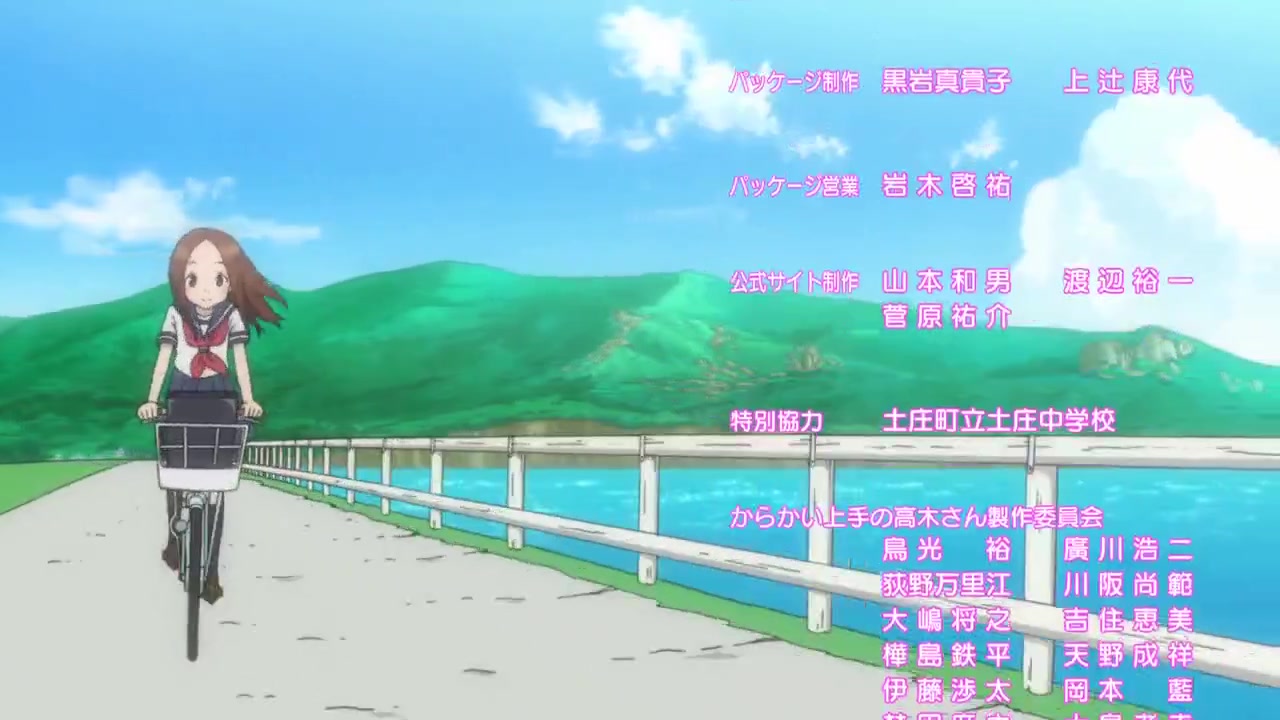 パッケージ制作 黒岩真貴子 上辻康代
パッケージ営業 岩木啓祐
公式サイト制作 山本和男 渡辺裕一
菅原祐介
特別協力 土庄町立土庄中学校
からかい上手の高木さん製作委員会
鳥光 裕 廣川浩二
荻野万里江 川阪尚範
大嶋将之 吉住恵美
樺島鉄平 天野成祥
伊藤渉太 岡本 藍